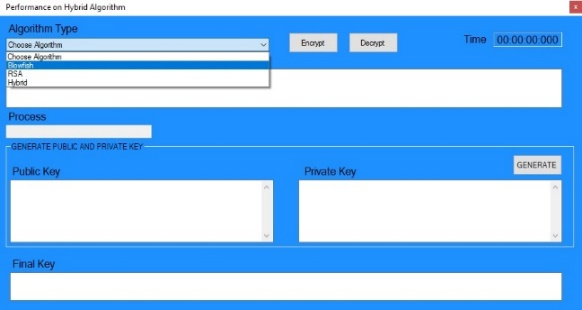 Performance on Hybrid Algorithm
x
Algorithm Type
Choose Algorithm
Encrypt
Decrypt
Time 00:00:00:000
Choose Algorithm
Blowfish
RSA
Hybrid
Process
GENERATE PUBLIC AND PRIVATE KEY
Public Key
Private Key
GENERATE
Final Key